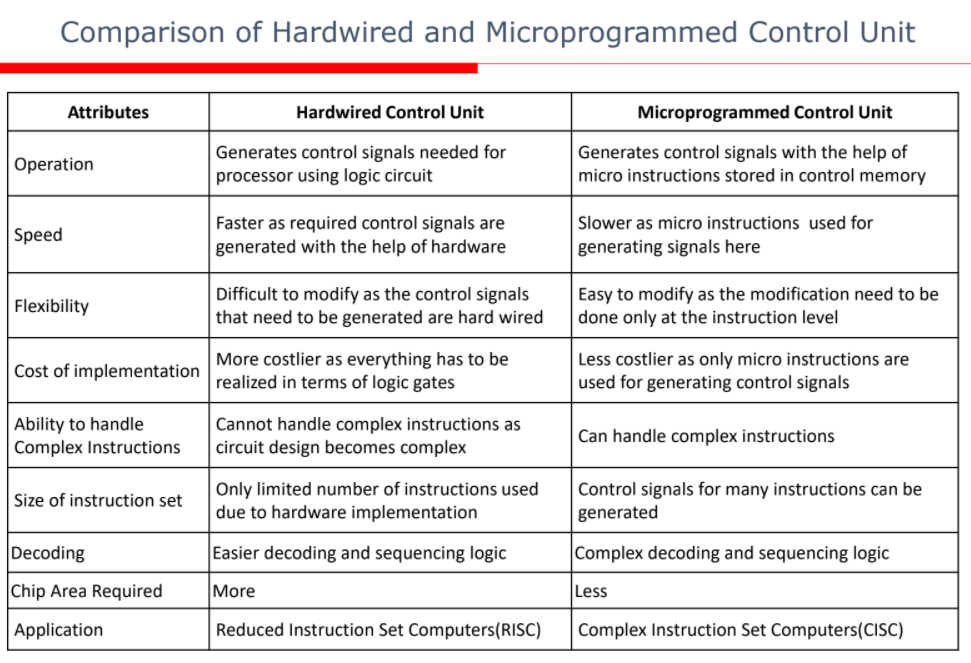 Comparison of Hardwired and Microprogrammed Control Unit
Attributes
Hardwired Control Unit
Microprogrammed Control Unit
Operation
Generates control signals needed for
processor using logic circuit
Generates control signals with the help of
micro instructions stored in control memory
Speed
Faster as required control signals are
generated with the help of hardware
Slower as micro instructions used for
generating signals here
Flexibility
Difficult to modify as the control signals
that need to be generated are hard wired
Easy to modify as the modification need to be
done only at the instruction level
Cost of implementation
More costlier as everything has to be
realized in terms of logic gates
Less costlier as only micro instructions are
used for generating control signals
Ability to handle
Complex Instructions
Cannot handle complex instructions as
circuit design becomes complex
Can handle complex instructions
Size of instruction set
Only limited number of instructions used
due to hardware implementation
Control signals for many instructions can be
generated
Decoding
Easier decoding and sequencing logic
Complex decoding and sequencing logic
Chip Area Required
More
Less
Application
Reduced Instruction Set Computers(RISC)
Complex Instruction Set Computers(CISC)